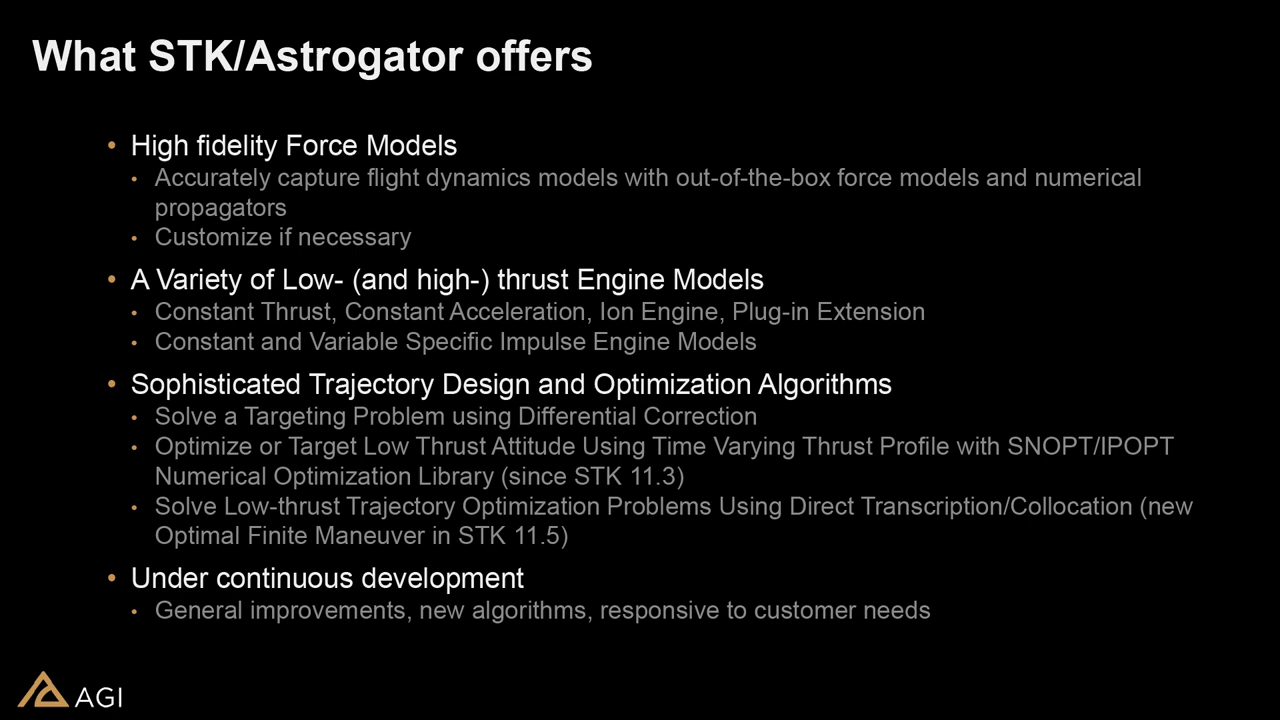 What STK/Astrogator offers
• High fidelity Force Models
• Accurately capture flight dynamics models with out-of-the-box force models and numerical
propagators
• Customize if necessary
• A Variety of Low- (and high-) thrust Engine Models
• Constant Thrust, Constant Acceleration, Ion Engine, Plug-in Extension
• Constant and Variable Specific Impulse Engine Models
• Sophisticated Trajectory Design and Optimization Algorithms
• Solve a Targeting Problem using Differential Correction
• Optimize or Target Low Thrust Attitude Using Time Varying Thrust Profile with SNOPT/IPOPT
Numerical Optimization Library (since STK 11.3)
• Solve Low-thrust Trajectory Optimization Problems Using Direct Transcription/Collocation (new
Optimal Finite Maneuver in STK 11.5)
• Under continuous development
• General improvements, new algorithms, responsive to customer needs
AGI